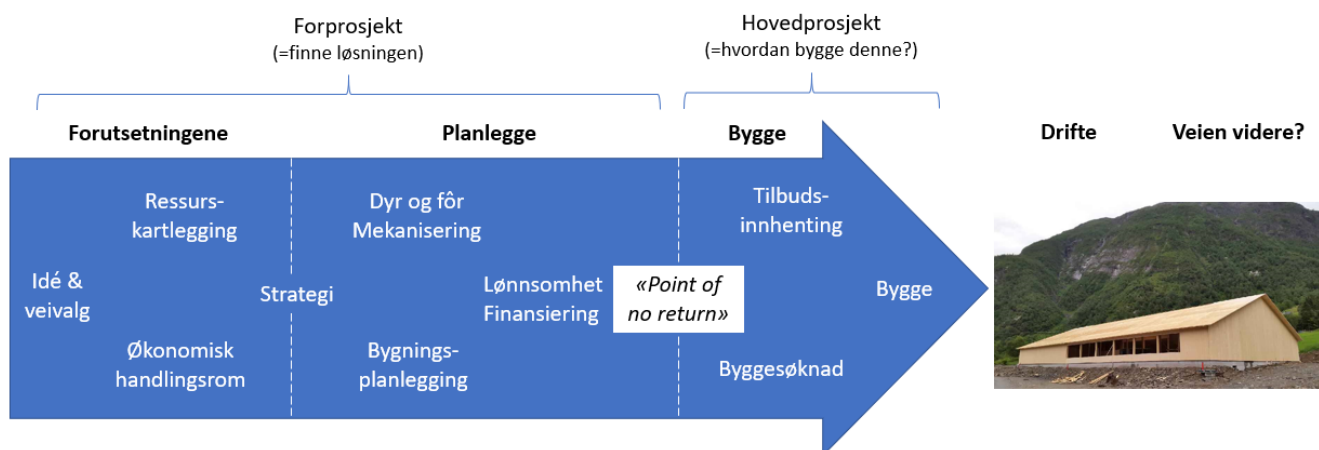 Forprosjekt
(=finne løsningen)
Hovedprosjekt
(=hvordan bygge denne?)
Forutsetningene
Planlegge
Bygge
Drifte
Veien videre?
Idé &
veivalg
Ressurs-
kartlegging
Økonomisk
handlingsrom
Strategi
Dyr og fôr
Mekanisering
Bygnings-
planlegging
Lønnsomhet
Finansiering
«Point of
no return»
Tilbuds-
innhenting
Byggesøknad
Bygge